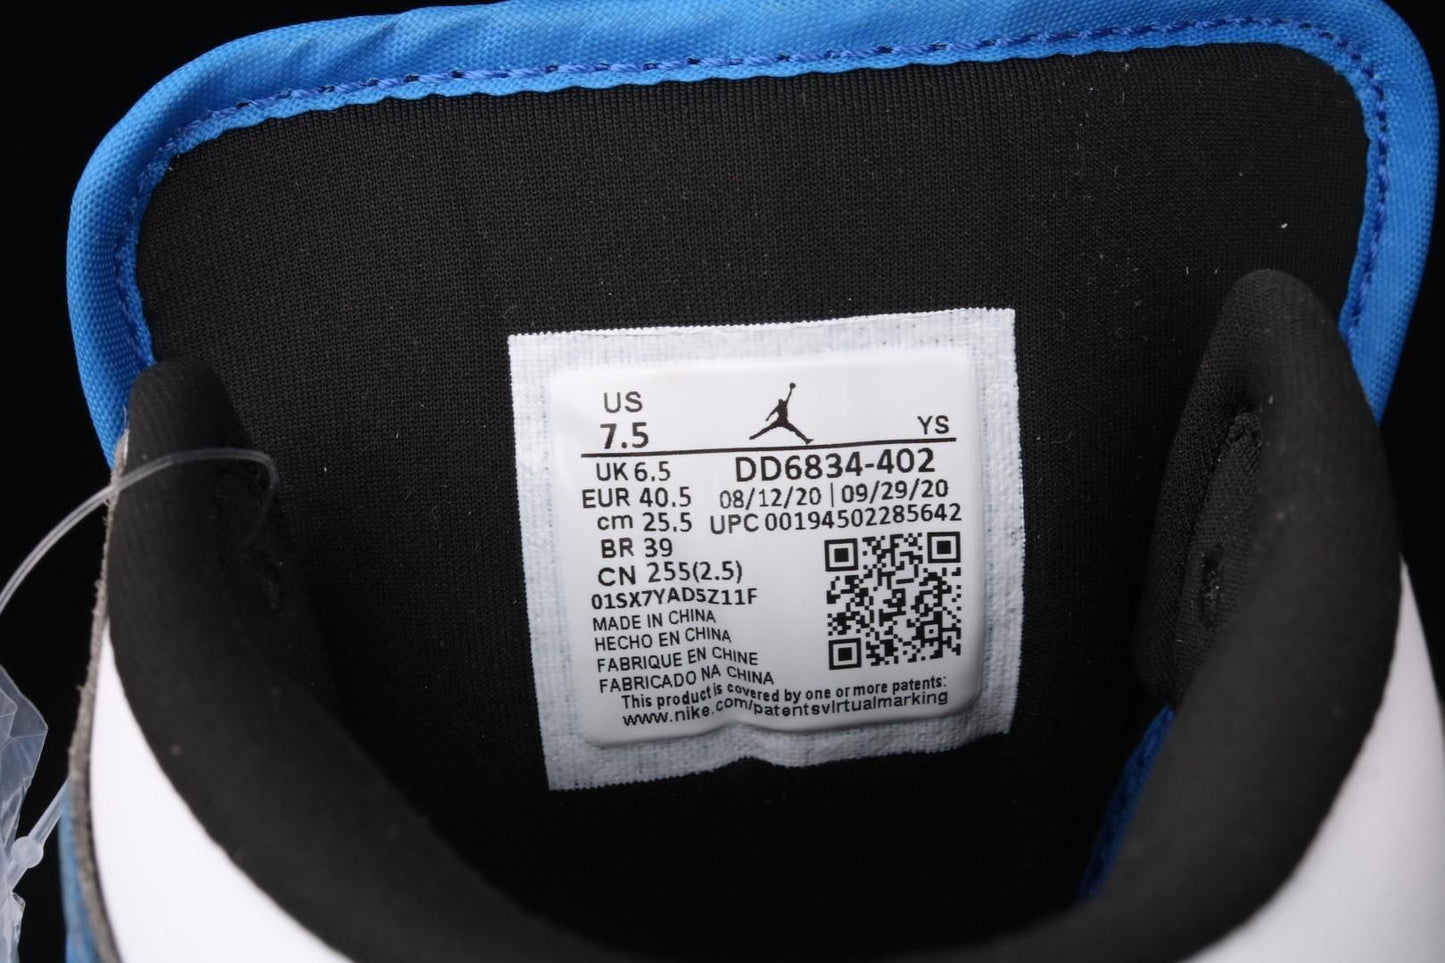 US
7.5 YS
UK 6.5 DD6834-402
EUR 40.5 08/12/20 | 09/29/20
cm 25.5 UPC 00194502285642
BR 39
CN 255(2.5)
01SX7YAD5Z11F
MADE IN CHINA
HECHO EN CHINA
FABRIQUE EN CHINE
FABRICADO NA CHINA
This product is covered by one or more patents:
www.nike.com/patentsvirtualmarking